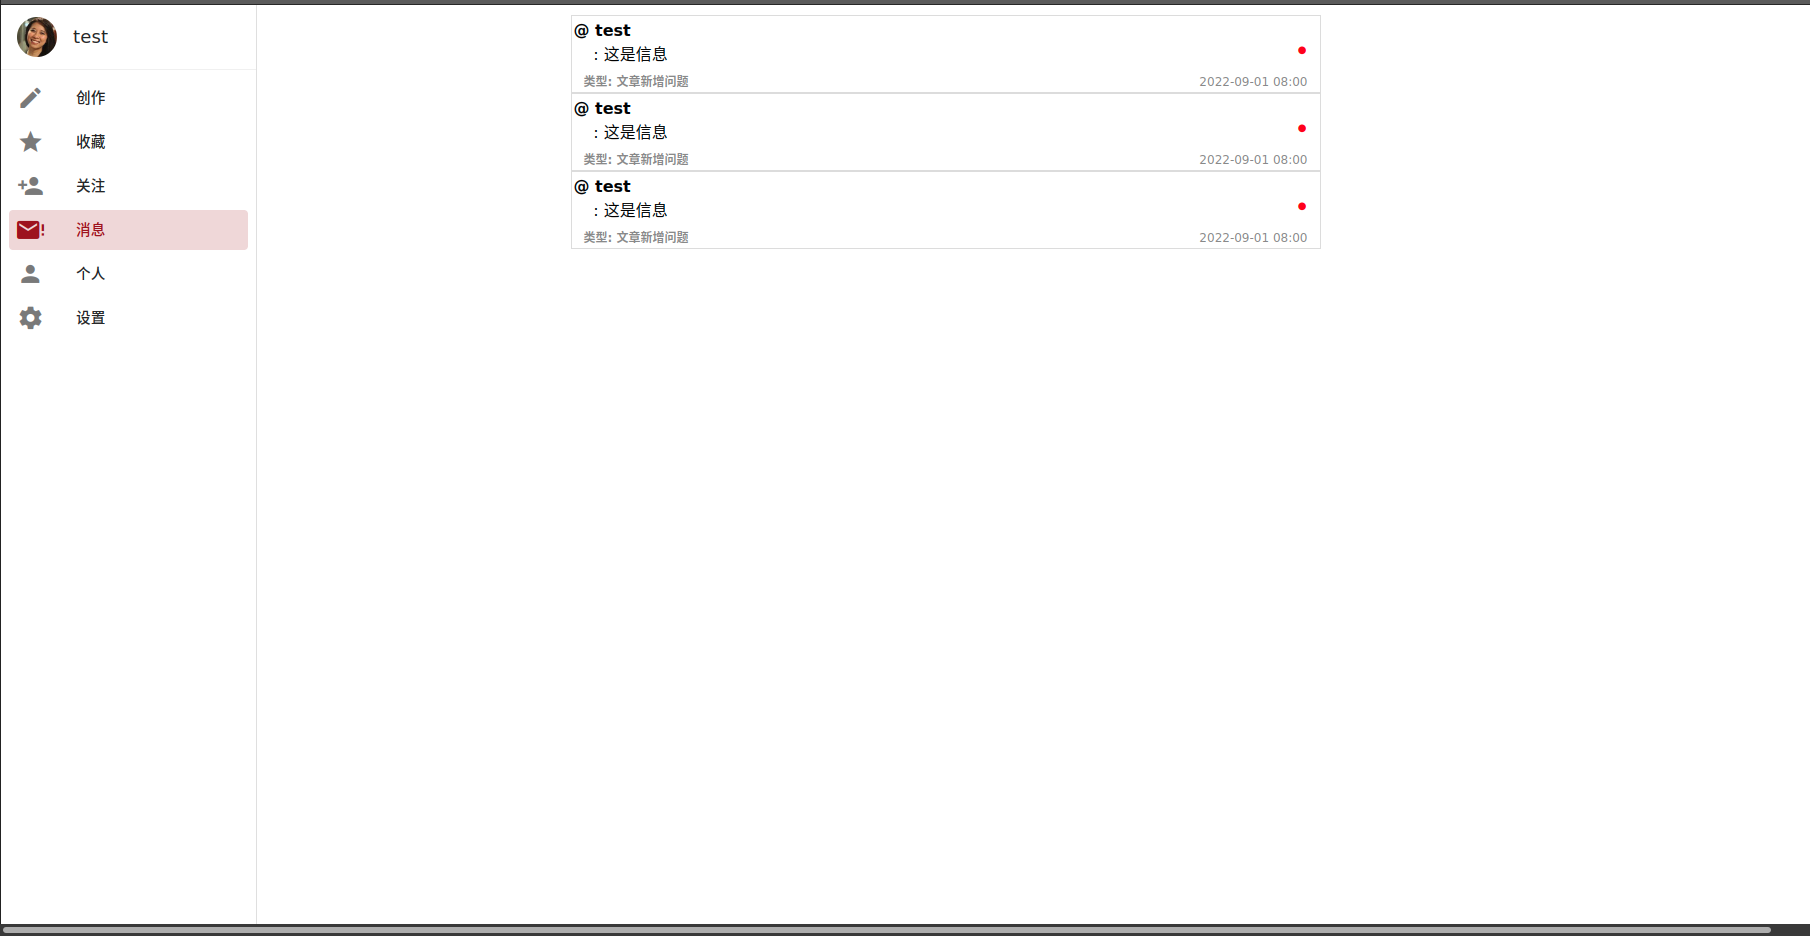 test
创作
收藏
关注
消息
个人
设置
@ test
: 这是信息
类型: 文章新增问题 2022-09-01 08:00
@ test
: 这是信息
类型: 文章新增问题 2022-09-01 08:00
@ test
: 这是信息
类型: 文章新增问题 2022-09-01 08:00